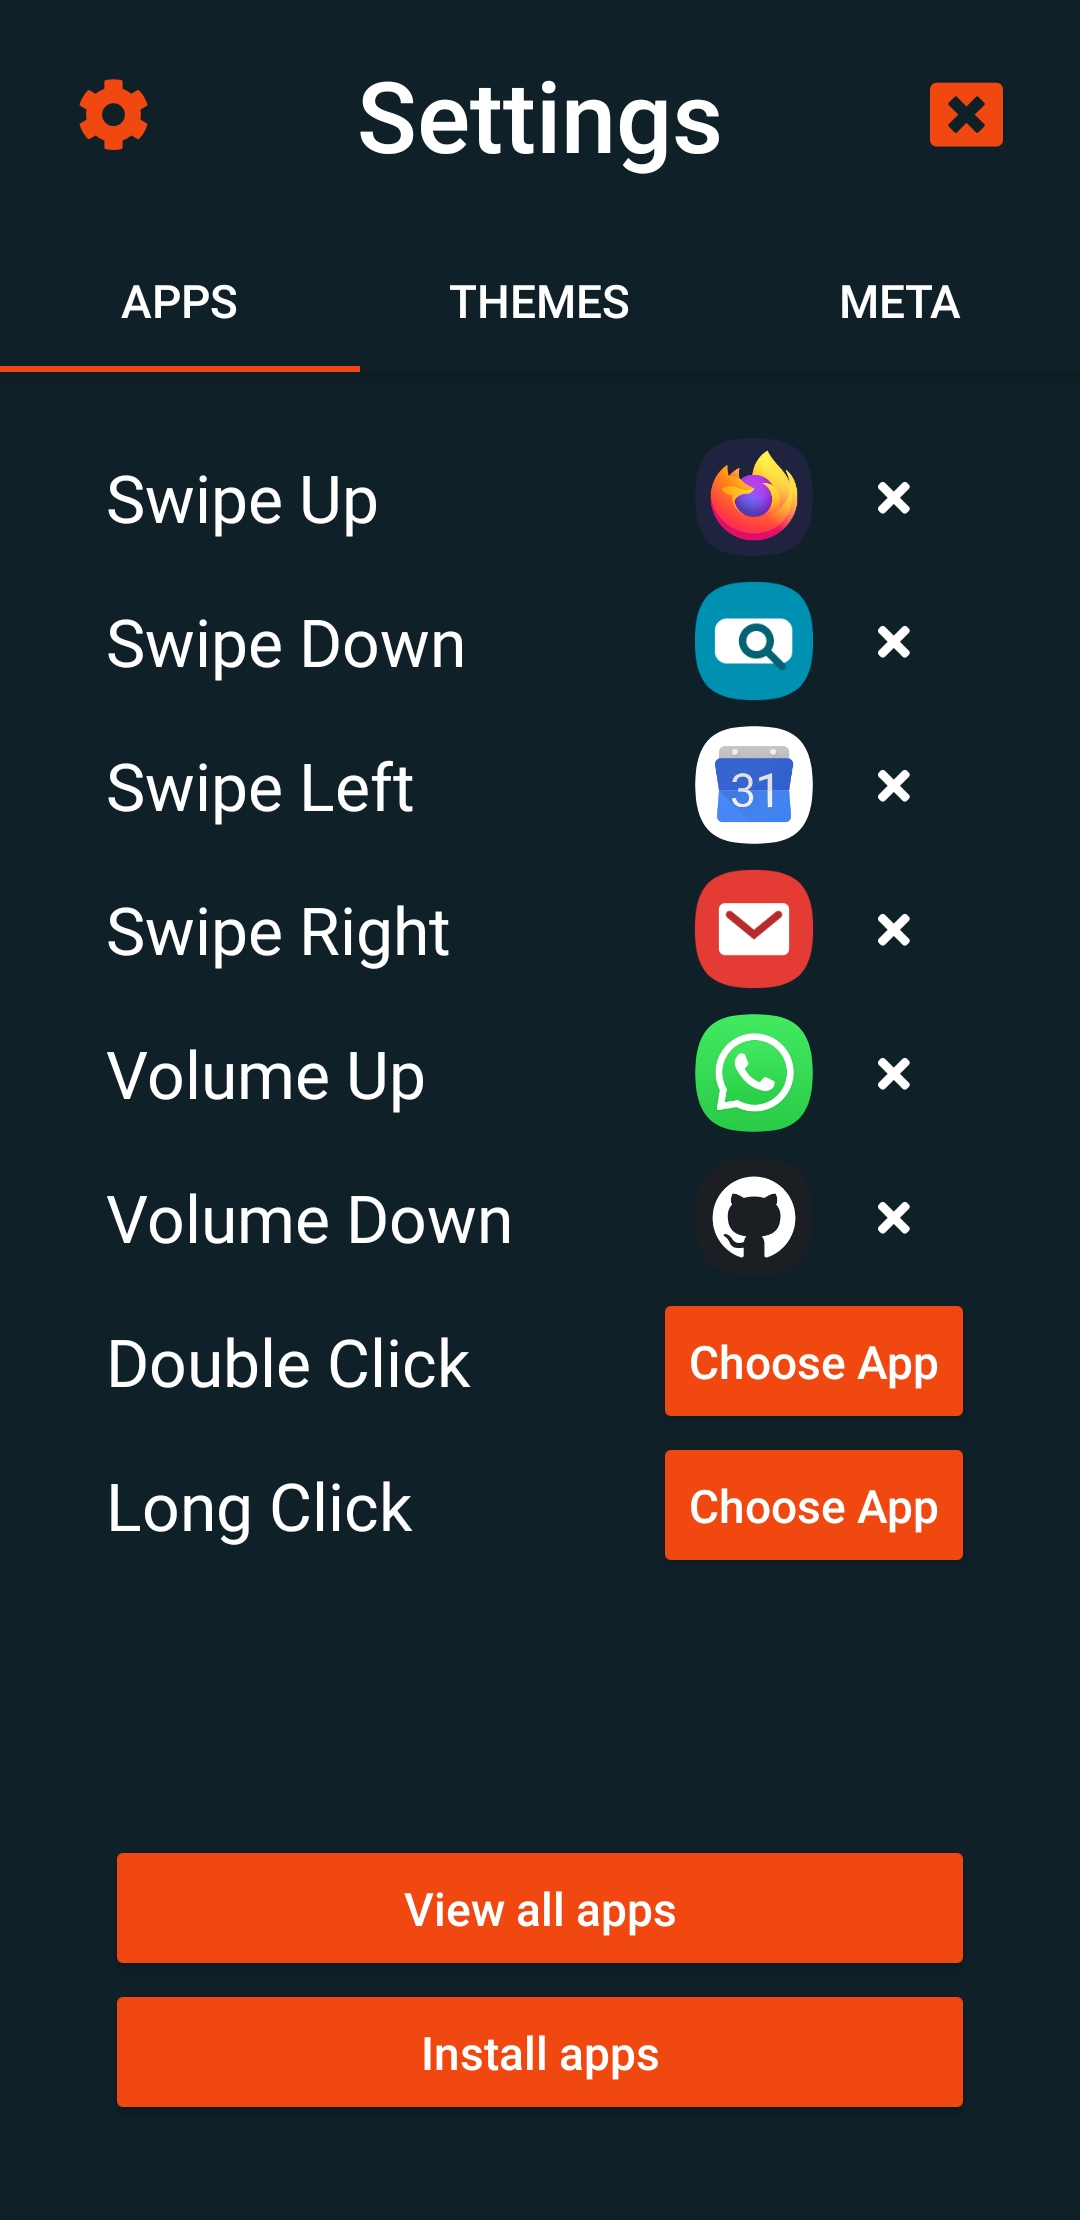 Settings
APPS THEMES META
Swipe Up
Swipe Down
Swipe Left
31
Swipe Right
Volume Up
Volume Down
Double Click Choose App
Long Click Choose App
View all apps
Install apps